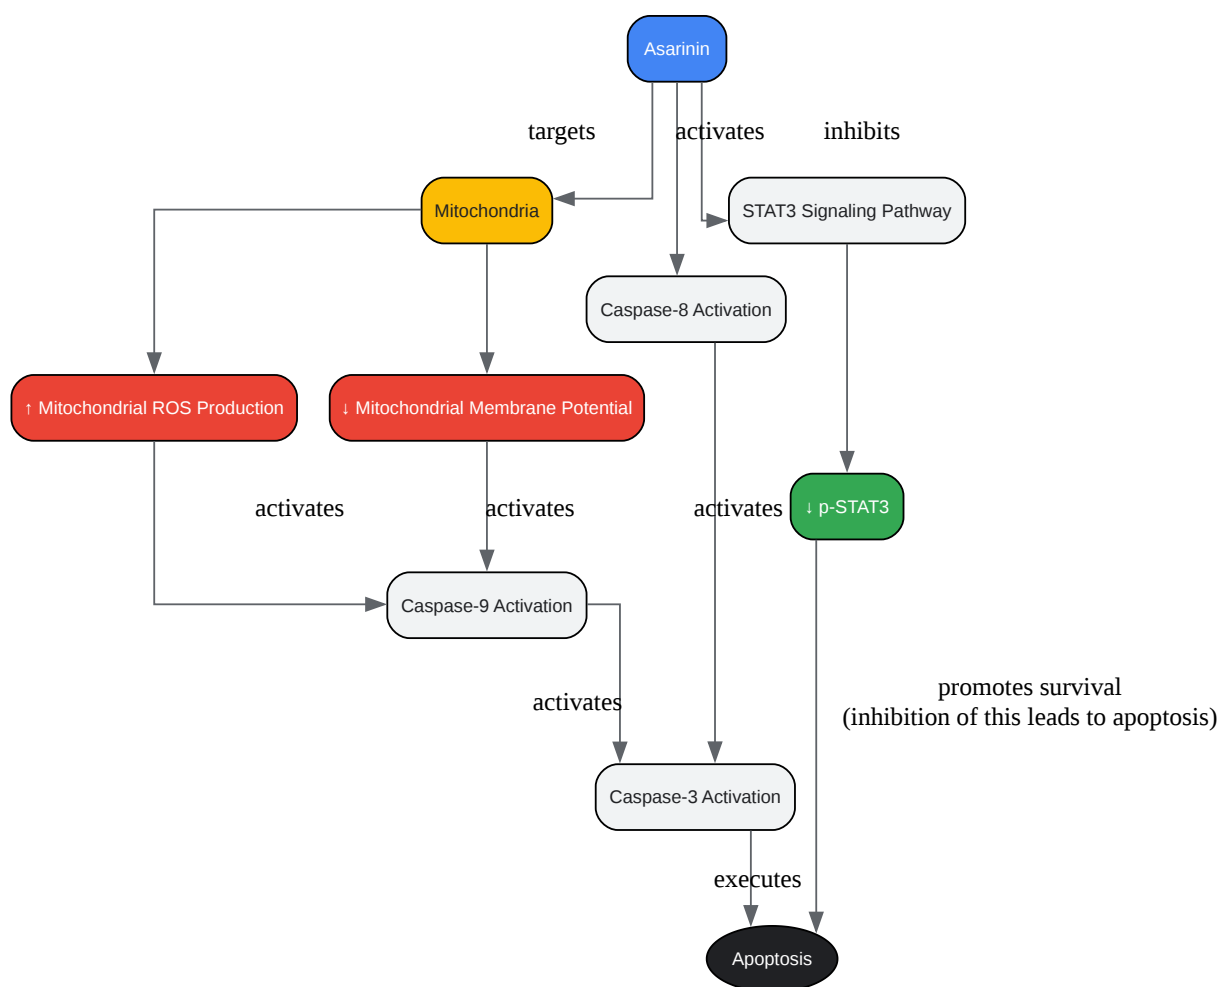 Asarinin
targets
activates
inhibits
Mitochondria
STAT3 Signaling Pathway
Caspase-8 Activation
↑ Mitochondrial ROS Production
↓ Mitochondrial Membrane Potential
activates
activates
activates
↓ p-STAT3
Caspase-9 Activation
activates
promotes survival
(inhibition of this leads to apoptosis)
Caspase-3 Activation
executes
Apoptosis